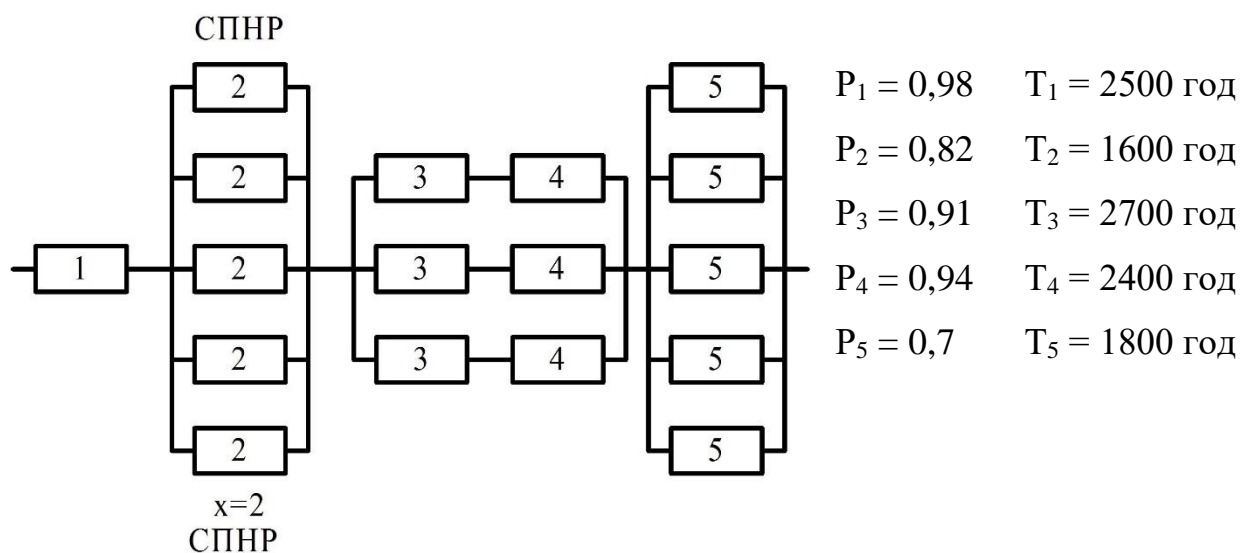 СПНР
2
2
2
2
2
x=2
СПНР
1
3
4
3
4
3
4
5
5
5
5
5
P₁ = 0,98 T₁ = 2500 год
P₂ = 0,82 T₂ = 1600 год
P₃ = 0,91 T₃ = 2700 год
P₄ = 0,94 T₄ = 2400 год
P₅ = 0,7 T₅ = 1800 год